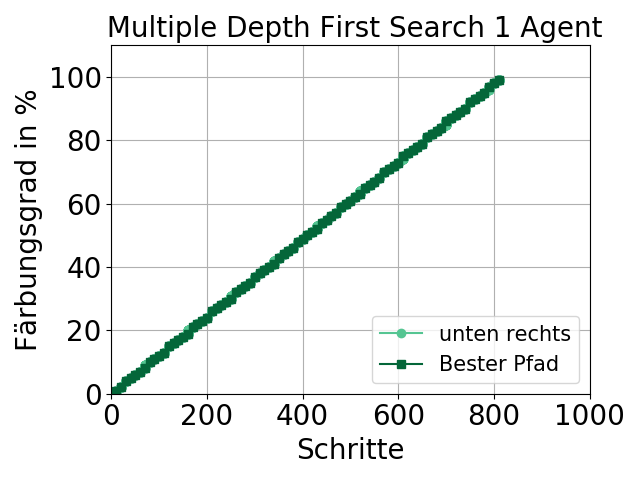 Multiple Depth First Search 1 Agent
Färbungsgrad in %
100
80
60
40
20
0
unten rechts
Bester Pfad
0 200 400 600 800 1000
Schritte